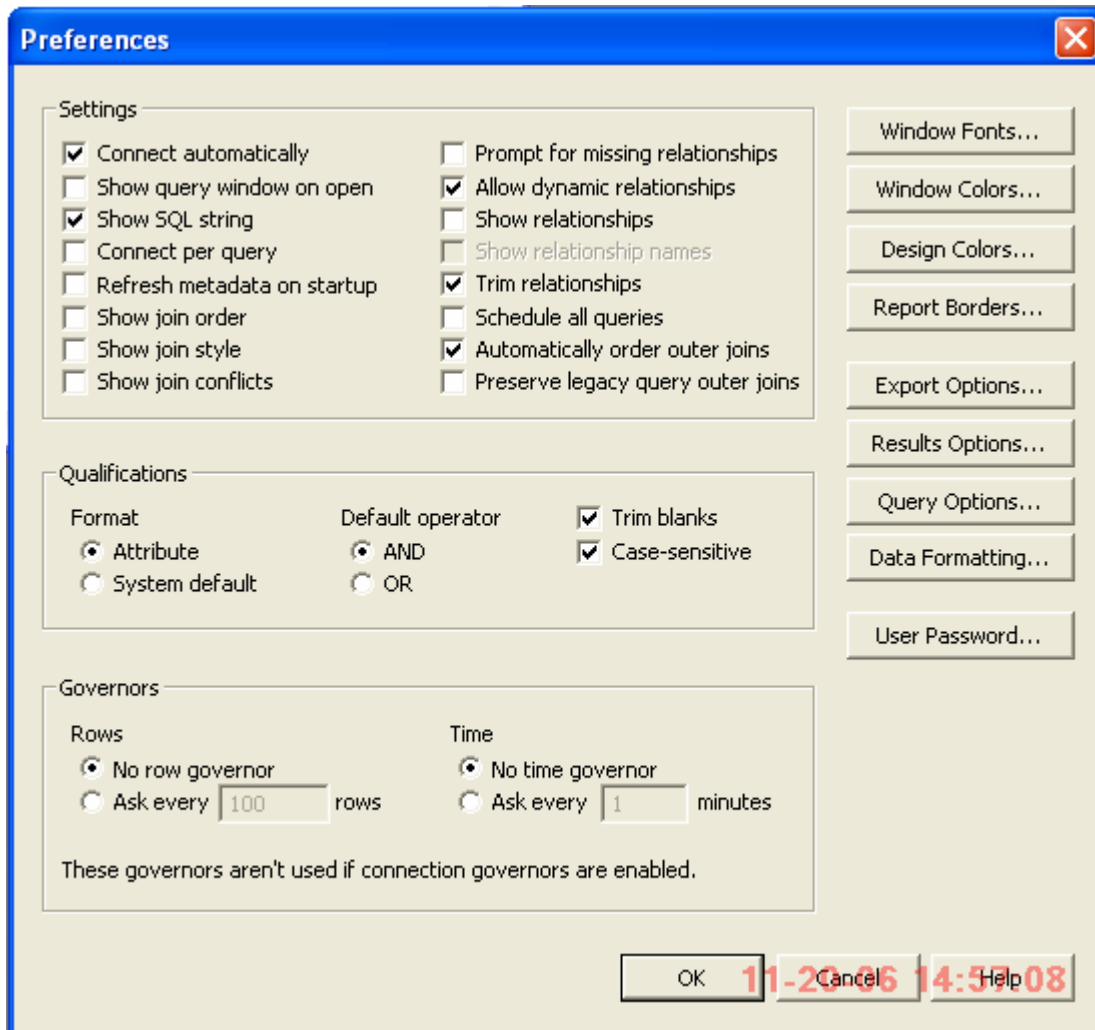 Preferences
Settings
Connect automatically
Show query window on open
Show SQL string
Connect per query
Refresh metadata on startup
Show join order
Show join style
Show join conflicts
Prompt for missing relationships
Allow dynamic relationships
Show relationships
Show relationship names
Trim relationships
Schedule all queries
Automatically order outer joins
Preserve legacy query outer joins
Window Fonts...
Window Colors...
Design Colors...
Report Borders...
Export Options...
Results Options...
Query Options...
Data Formatting...
User Password...
Qualifications
Format
Attribute
System default
Default operator
AND
OR
Trim blanks
Case-sensitive
Governors
Rows
No row governor
Ask every 100 rows
Time
No time governor
Ask every 1 minutes
These governors aren't used if connection governors are enabled.
OK
Cancel
Help
11-20-06 14:57:08